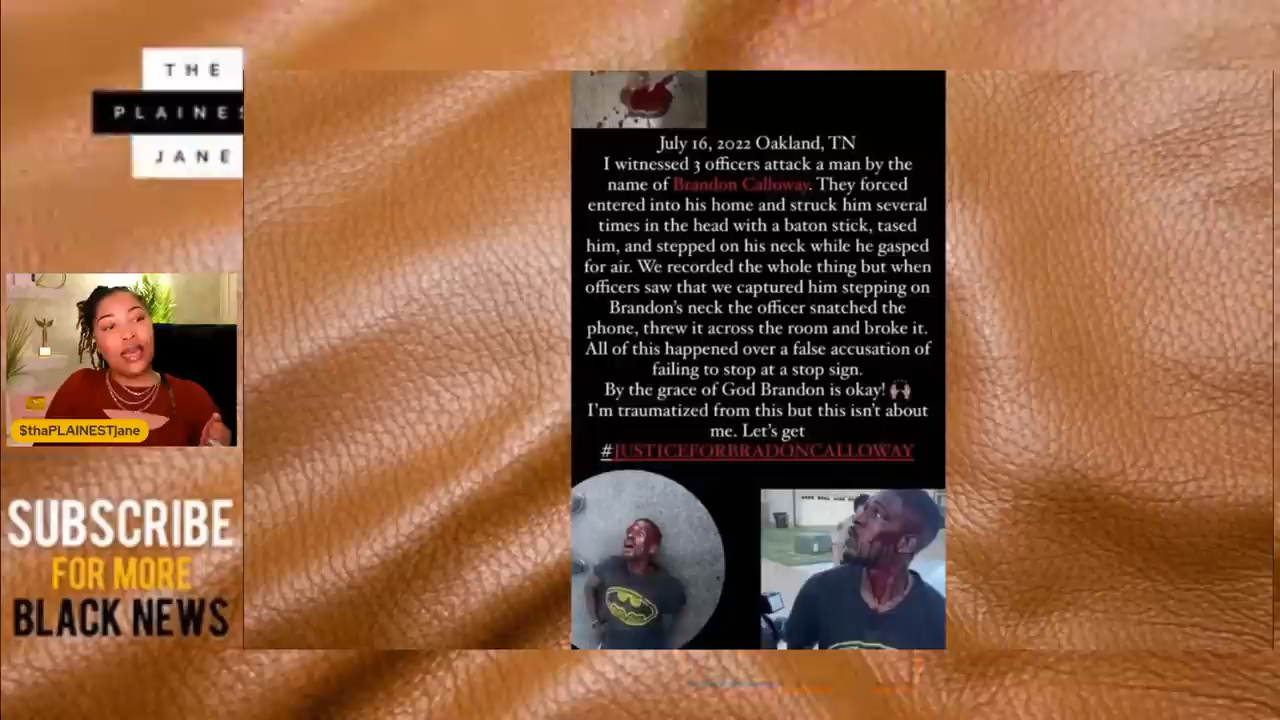 THE
PLAINES
JANE
July 16, 2022 Oakland, TN
I witnessed 3 officers attack a man by the
name of Brandon Calloway. They forced
entered into his home and struck him several
times in the head with a baton stick, tased
him, and stepped on his neck while he gasped
for air. We recorded the whole thing but when
officers saw that we captured him stepping on
Brandon's neck the officer snatched the
phone, threw it across the room and broke it.
All of this happened over a false accusation of
failing to stop at a stop sign.
By the grace of God Brandon is okay! 🙌🏾
I'm traumatized from this but this isn't about
me. Let's get
#JUSTICEFORBRADONCALLOWAY
$thaPLAINESTjane
SUBSCRIBE
FOR MORE
BLACK NEWS